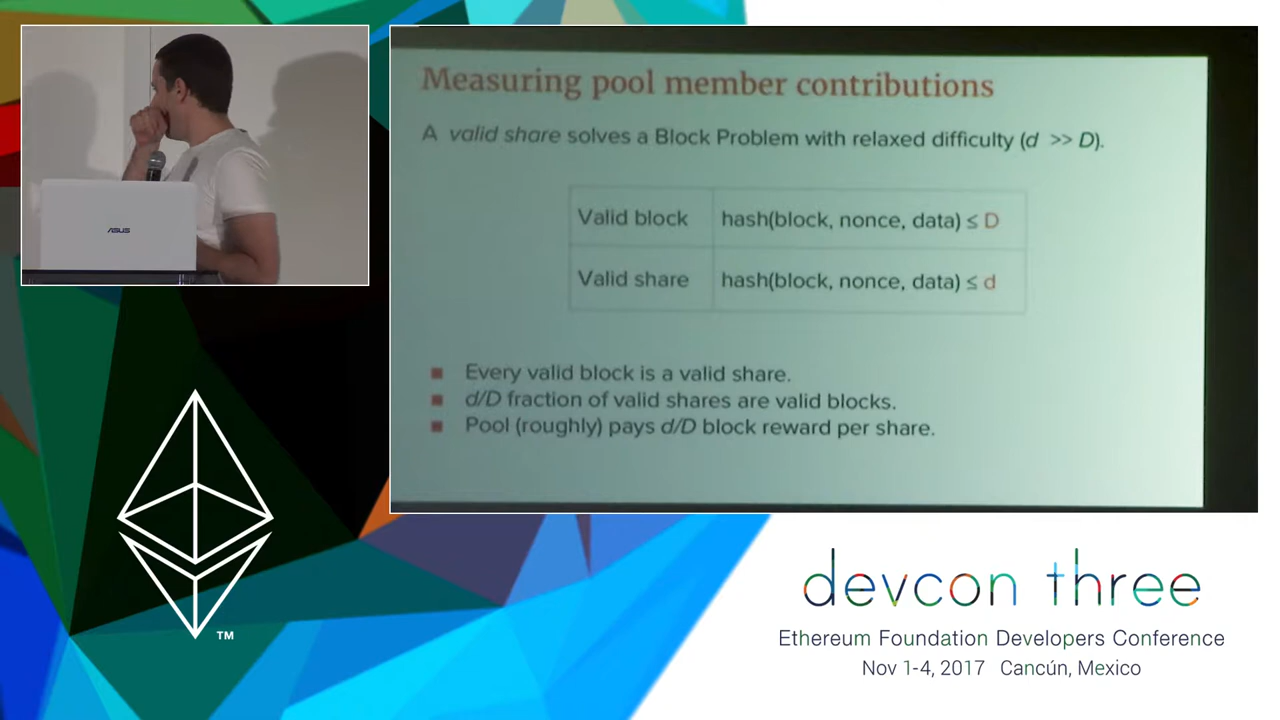 Measuring pool member contributions
A valid share solves a Block Problem with relaxed difficulty (d >> D).
Valid block hash(block, nonce, data) ≤ D
Valid share hash(block, nonce, data) ≤ d
Every valid block is a valid share.
d/D fraction of valid shares are valid blocks.
Pool (roughly) pays d/D block reward per share.
ASUS
TM
devcon three
Ethereum Foundation Developers Conference
Nov 1-4, 2017 Cancún, Mexico